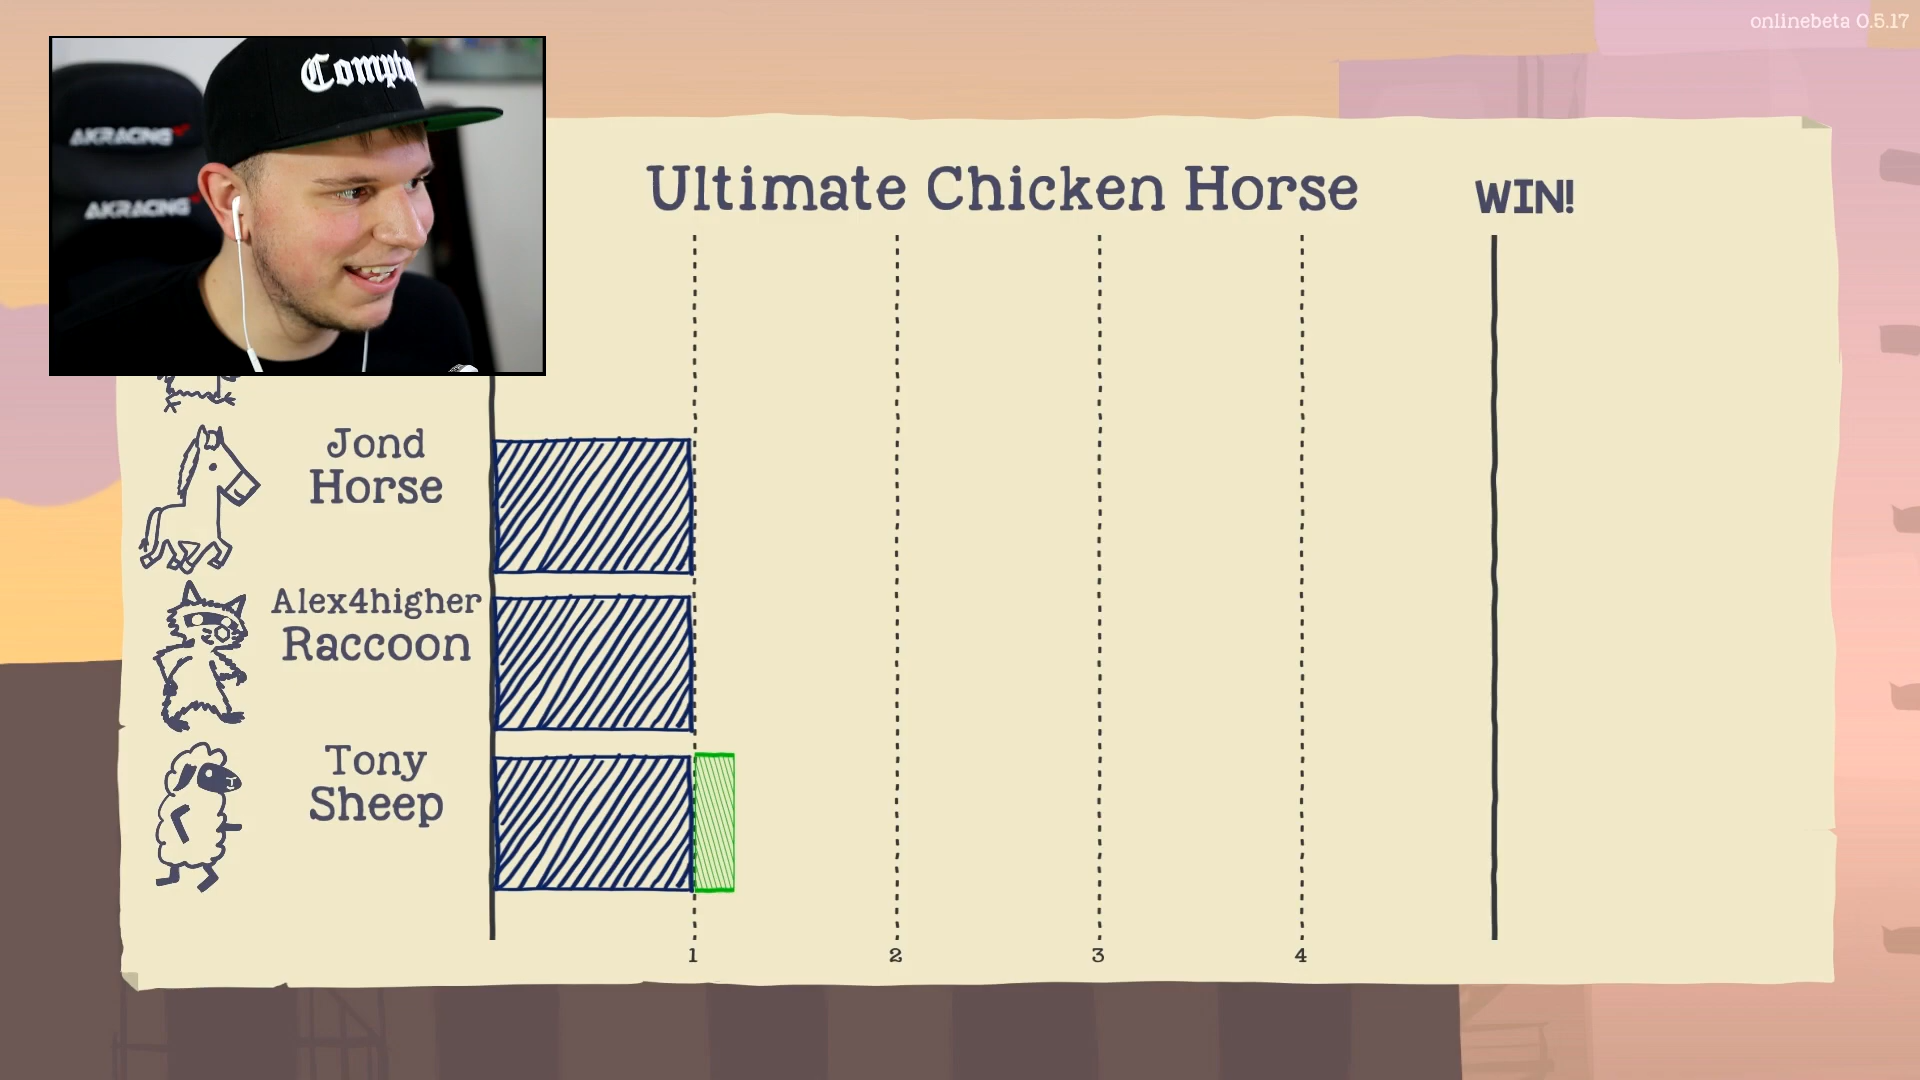 onlinebeta 0.5.17
Compto
AKRACING
AKRACING
Ultimate Chicken Horse
WIN!
Jond
Horse
Alex4higher
Raccoon
Tony
Sheep
1
2
3
4